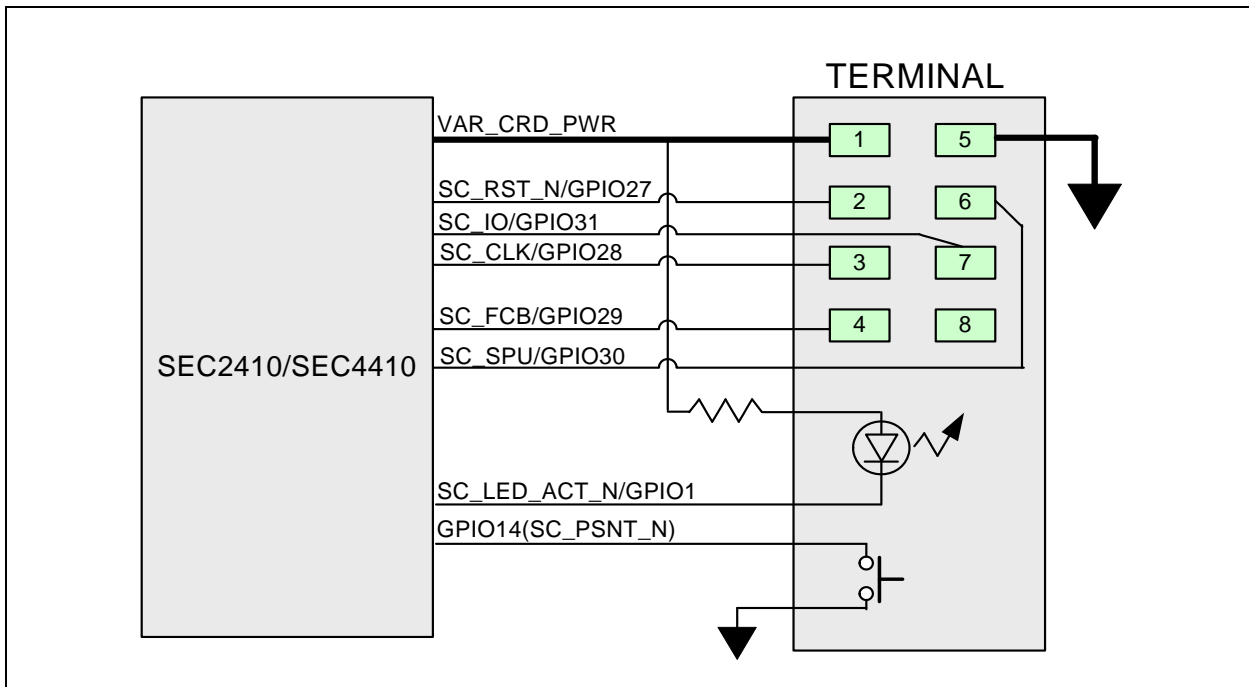 TERMINAL
VAR_CRD_PWR
1
5
SC_RST_N/GPIO27
2
6
SC_IO/GPIO31
SC_CLK/GPIO28
3
7
SC_FCB/GPIO29
4
8
SC_SPU/GPIO30
SEC2410/SEC4410
SC_LED_ACT_N/GPIO1
GPIO14(SC_PSNT_N)